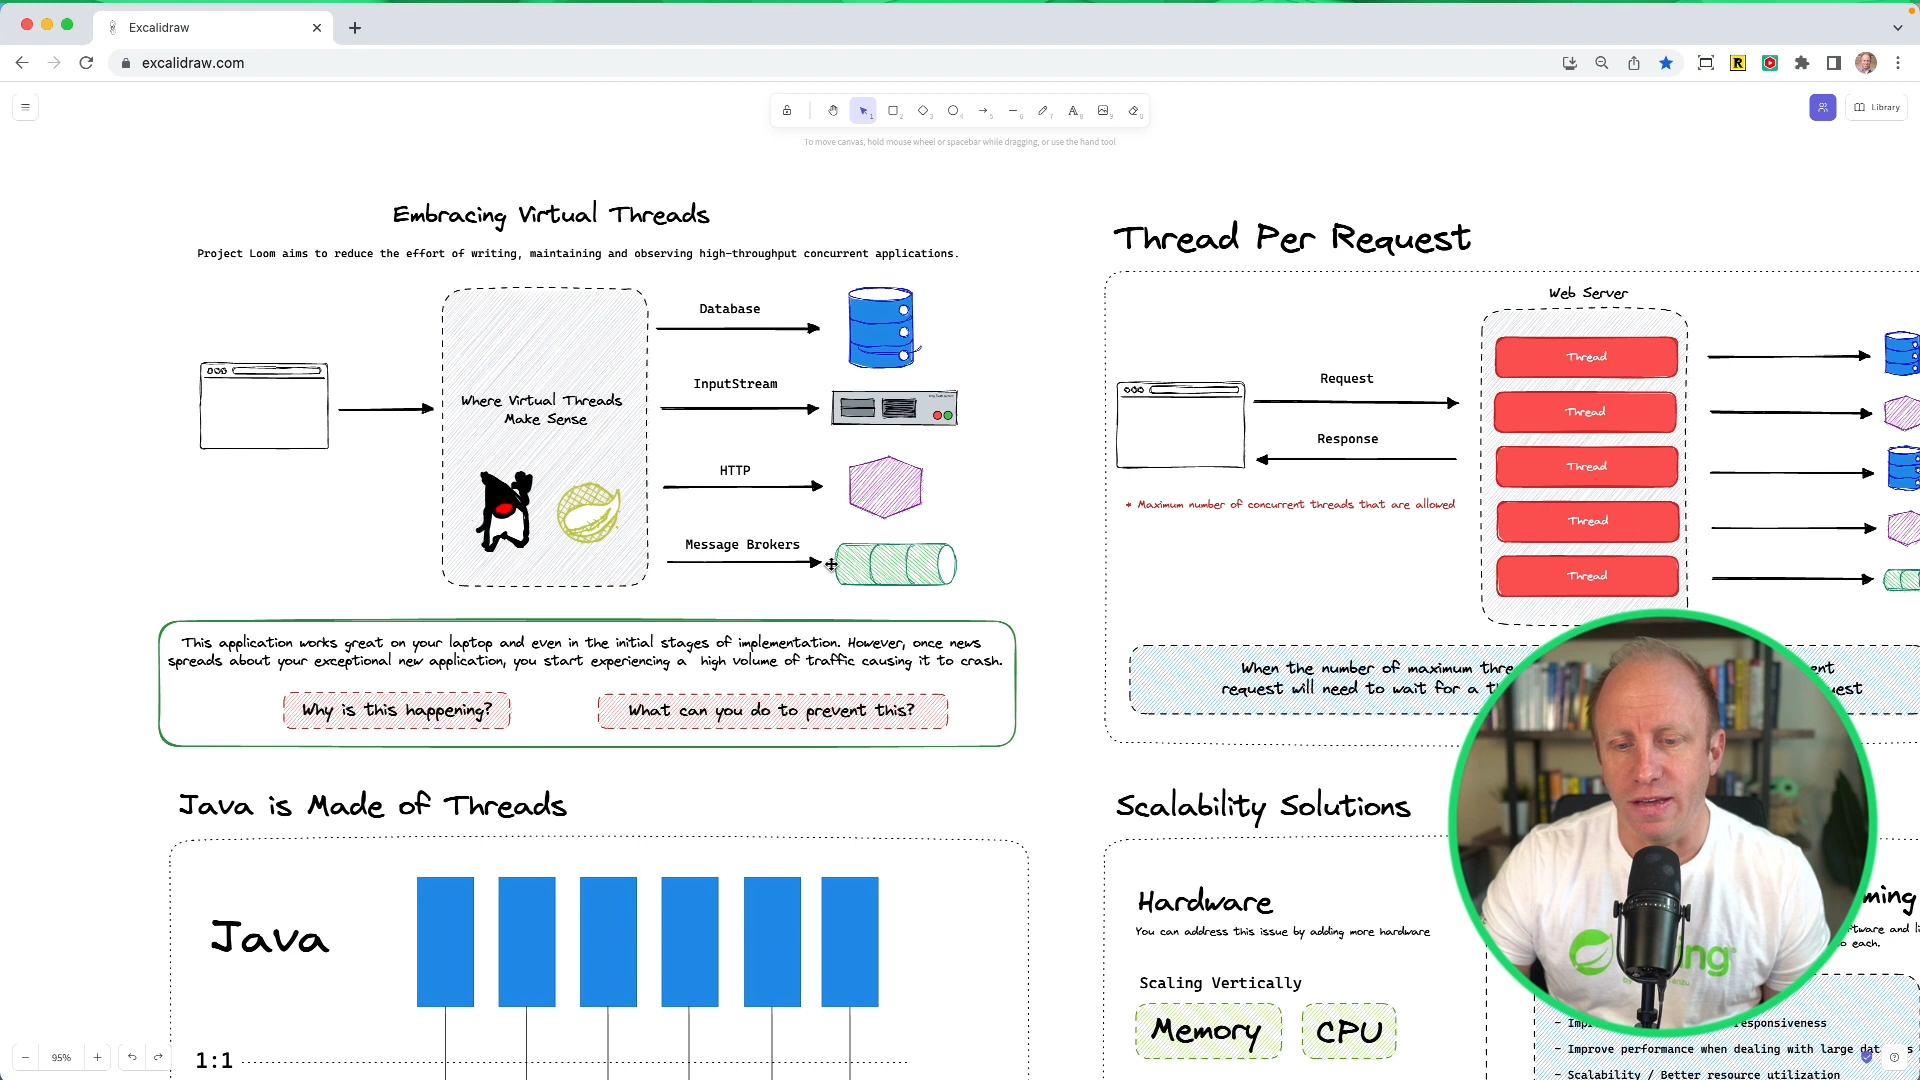 Excalidraw
excalidraw.com
Library
To move canvas, hold mouse wheel or spacebar while dragging, or use the hand tool
Embracing Virtual Threads
Project Loom aims to reduce the effort of writing, maintaining and observing high-throughput concurrent applications.
Where Virtual Threads
Make Sense
Database
InputStream
HTTP
Message Brokers
This application works great on your laptop and even in the initial stages of implementation. However, once news
spreads about your exceptional new application, you start experiencing a high volume of traffic causing it to crash.
Why is this happening?
What can you do to prevent this?
Thread Per Request
Web Server
Request
Response
* Maximum number of concurrent threads that are allowed
Thread
Thread
Thread
Thread
Thread
When the number of maximum
request will need to wait for a
Java is Made of Threads
Java
1:1
Scalability Solutions
Hardware
You can address this issue by adding more hardware
Scaling Vertically
Memory
CPU
each.
responsiveness
- Improve performance when dealing with large
- Scalability / Better resource utilization
95%